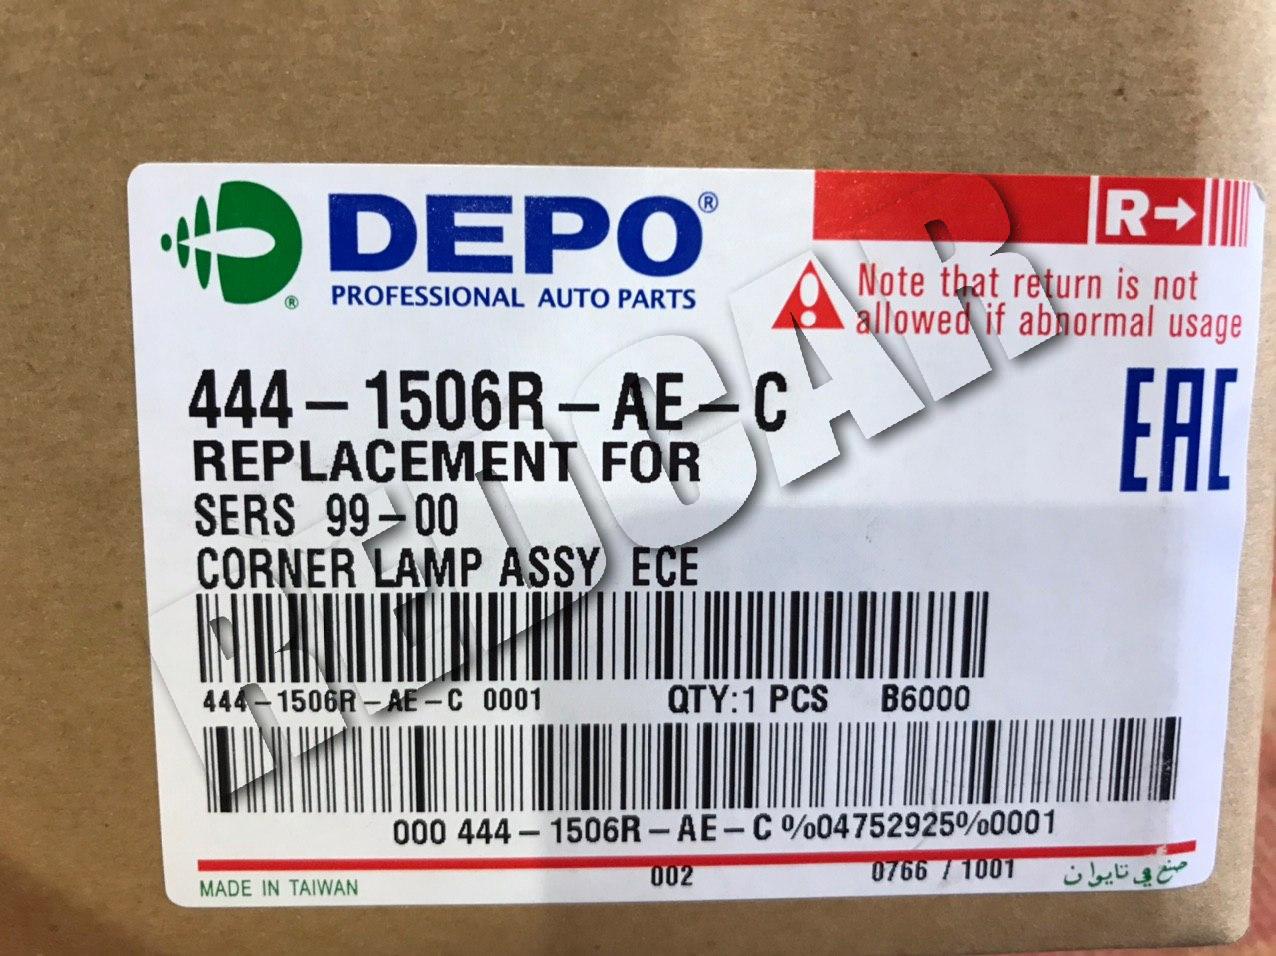 DEPO®
PROFESSIONAL AUTO PARTS
®
R→
Note that return is not
allowed if abnormal usage
EAC
444-1506R-AE-C
REPLACEMENT FOR
SERS 99-00
CORNER LAMP ASSY ECE
444-1506R-AE-C 0001 QTY:1 PCS B6000
000 444-1506R-AE-C%04752925%0001
MADE IN TAIWAN 002 0766 / 1001 صنع في تايوان
REDCAR